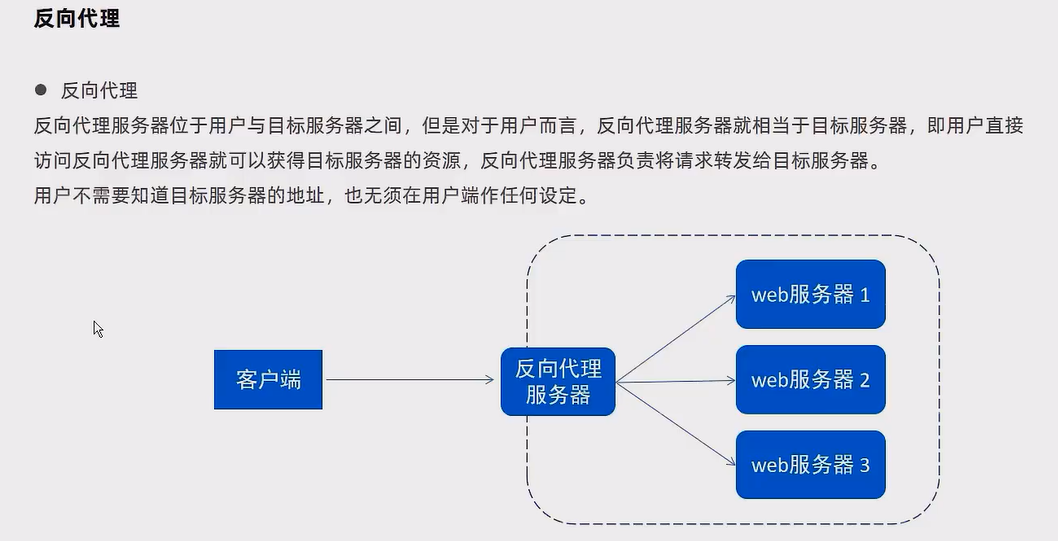 反向代理
反向代理
反向代理服务器位于用户与目标服务器之间，但是对于用户而言，反向代理服务器就相当于目标服务器，即用户直接
访问反向代理服务器就可以获得目标服务器的资源，反向代理服务器负责将请求转发给目标服务器。
用户不需要知道目标服务器的地址，也无须在用户端作任何设定。
客户端
反向代理
服务器
web服务器 1
web服务器 2
web服务器 3